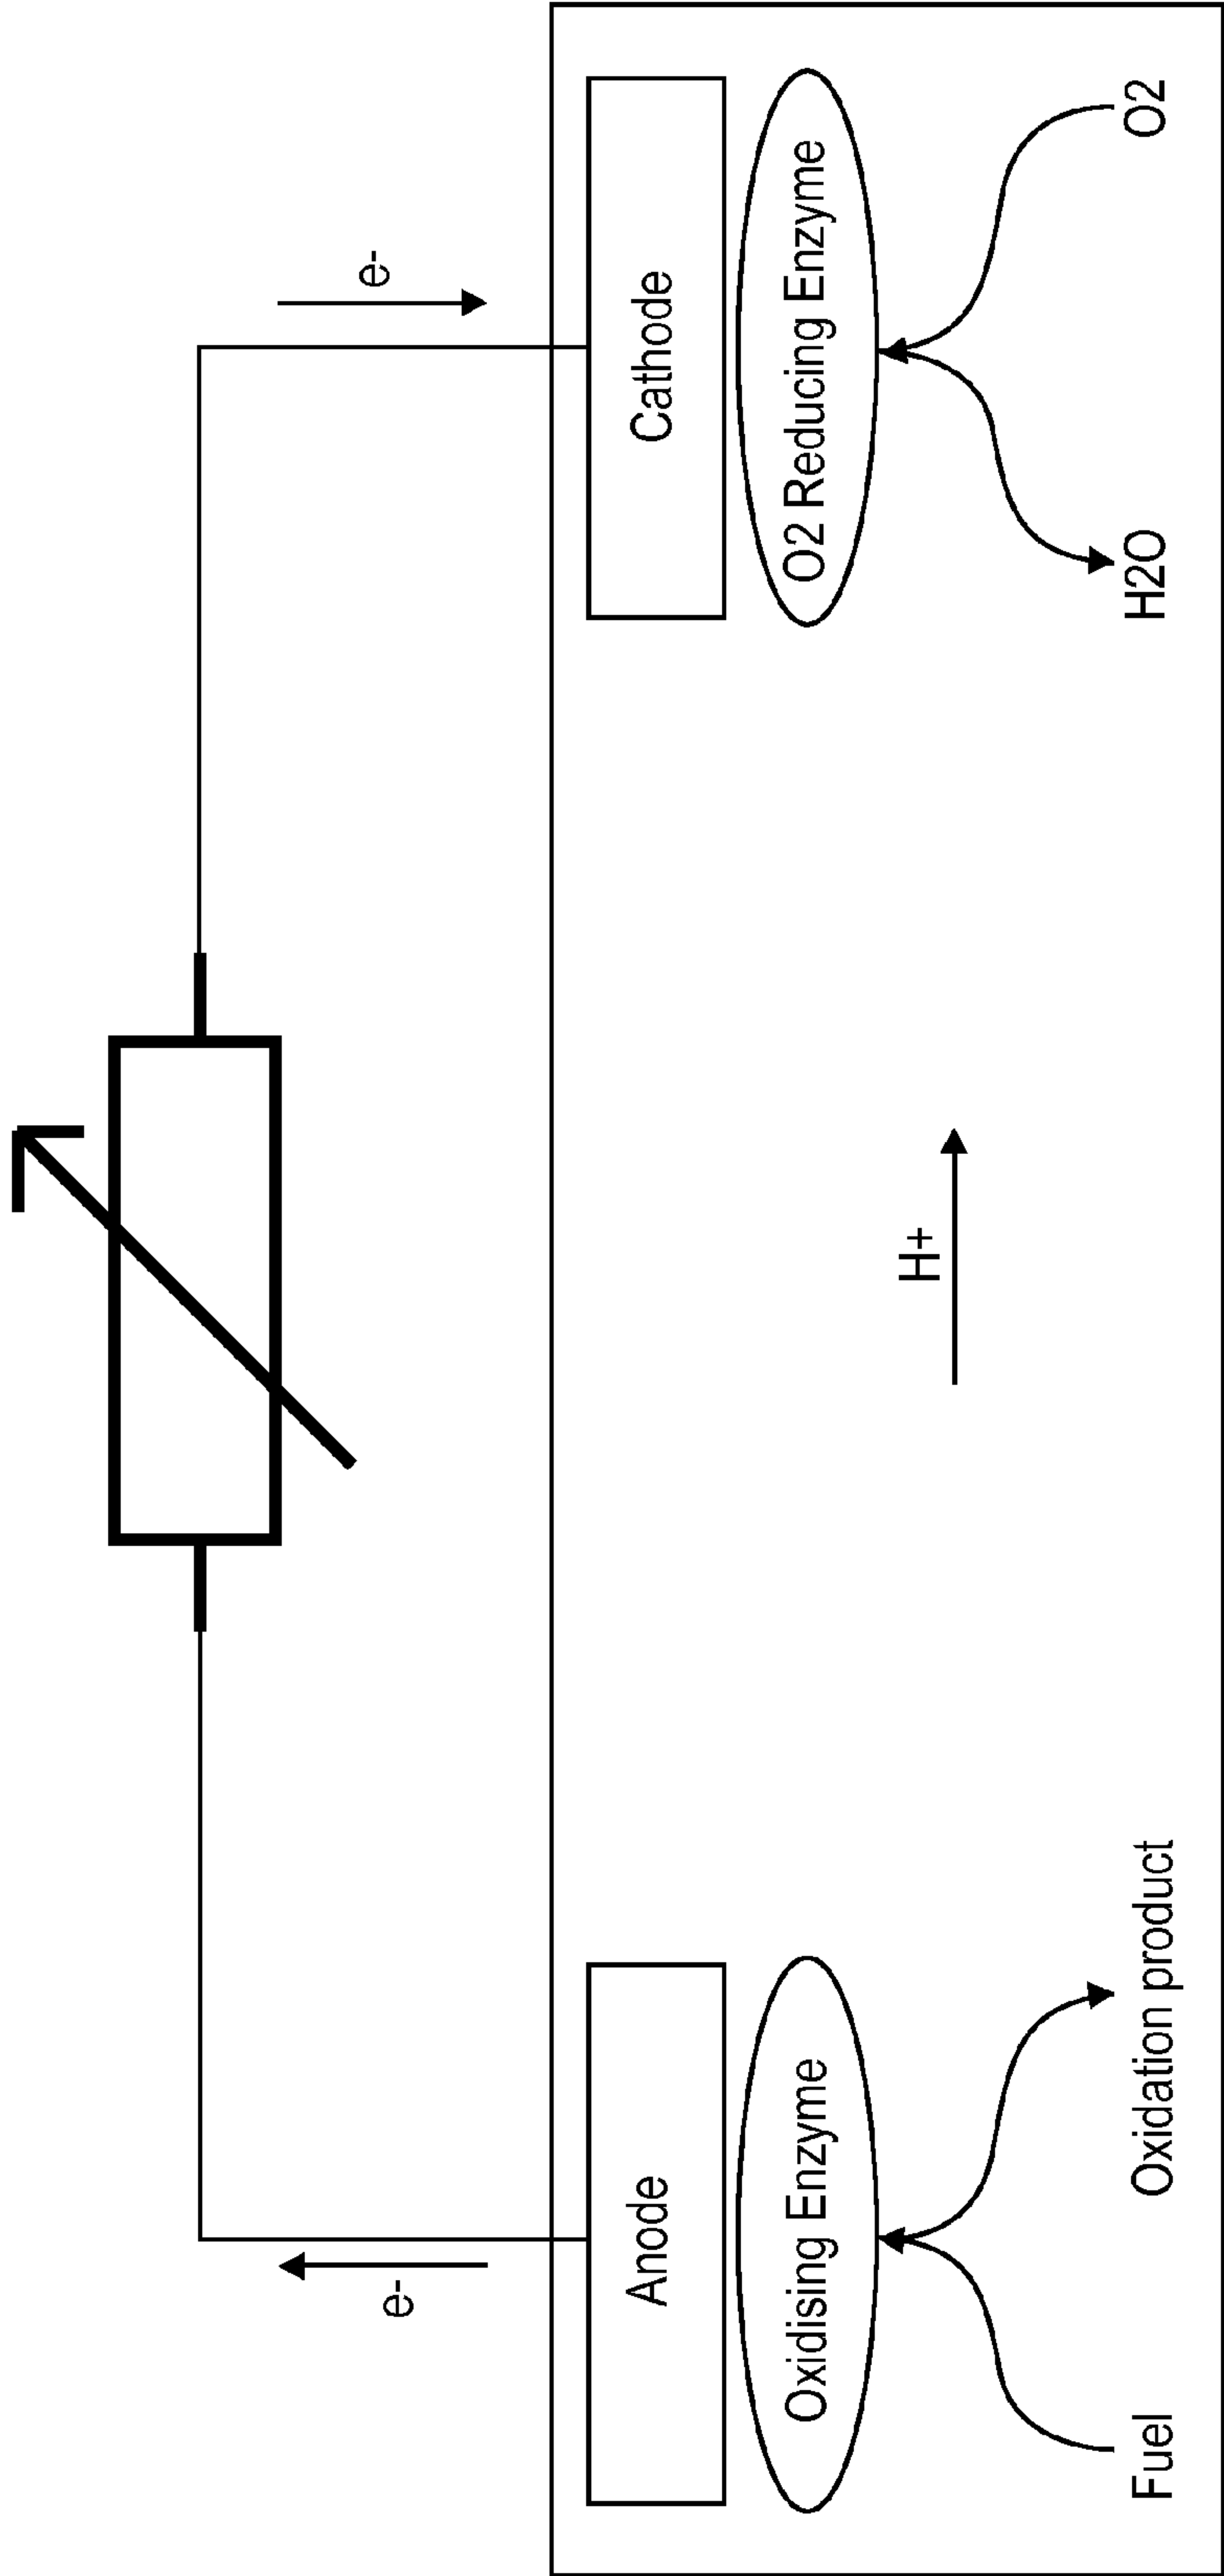 e-
e-
Anode
Cathode
Oxidising Enzyme
O2 Reducing Enzyme
H+
Fuel
Oxidation product
H2O
O2